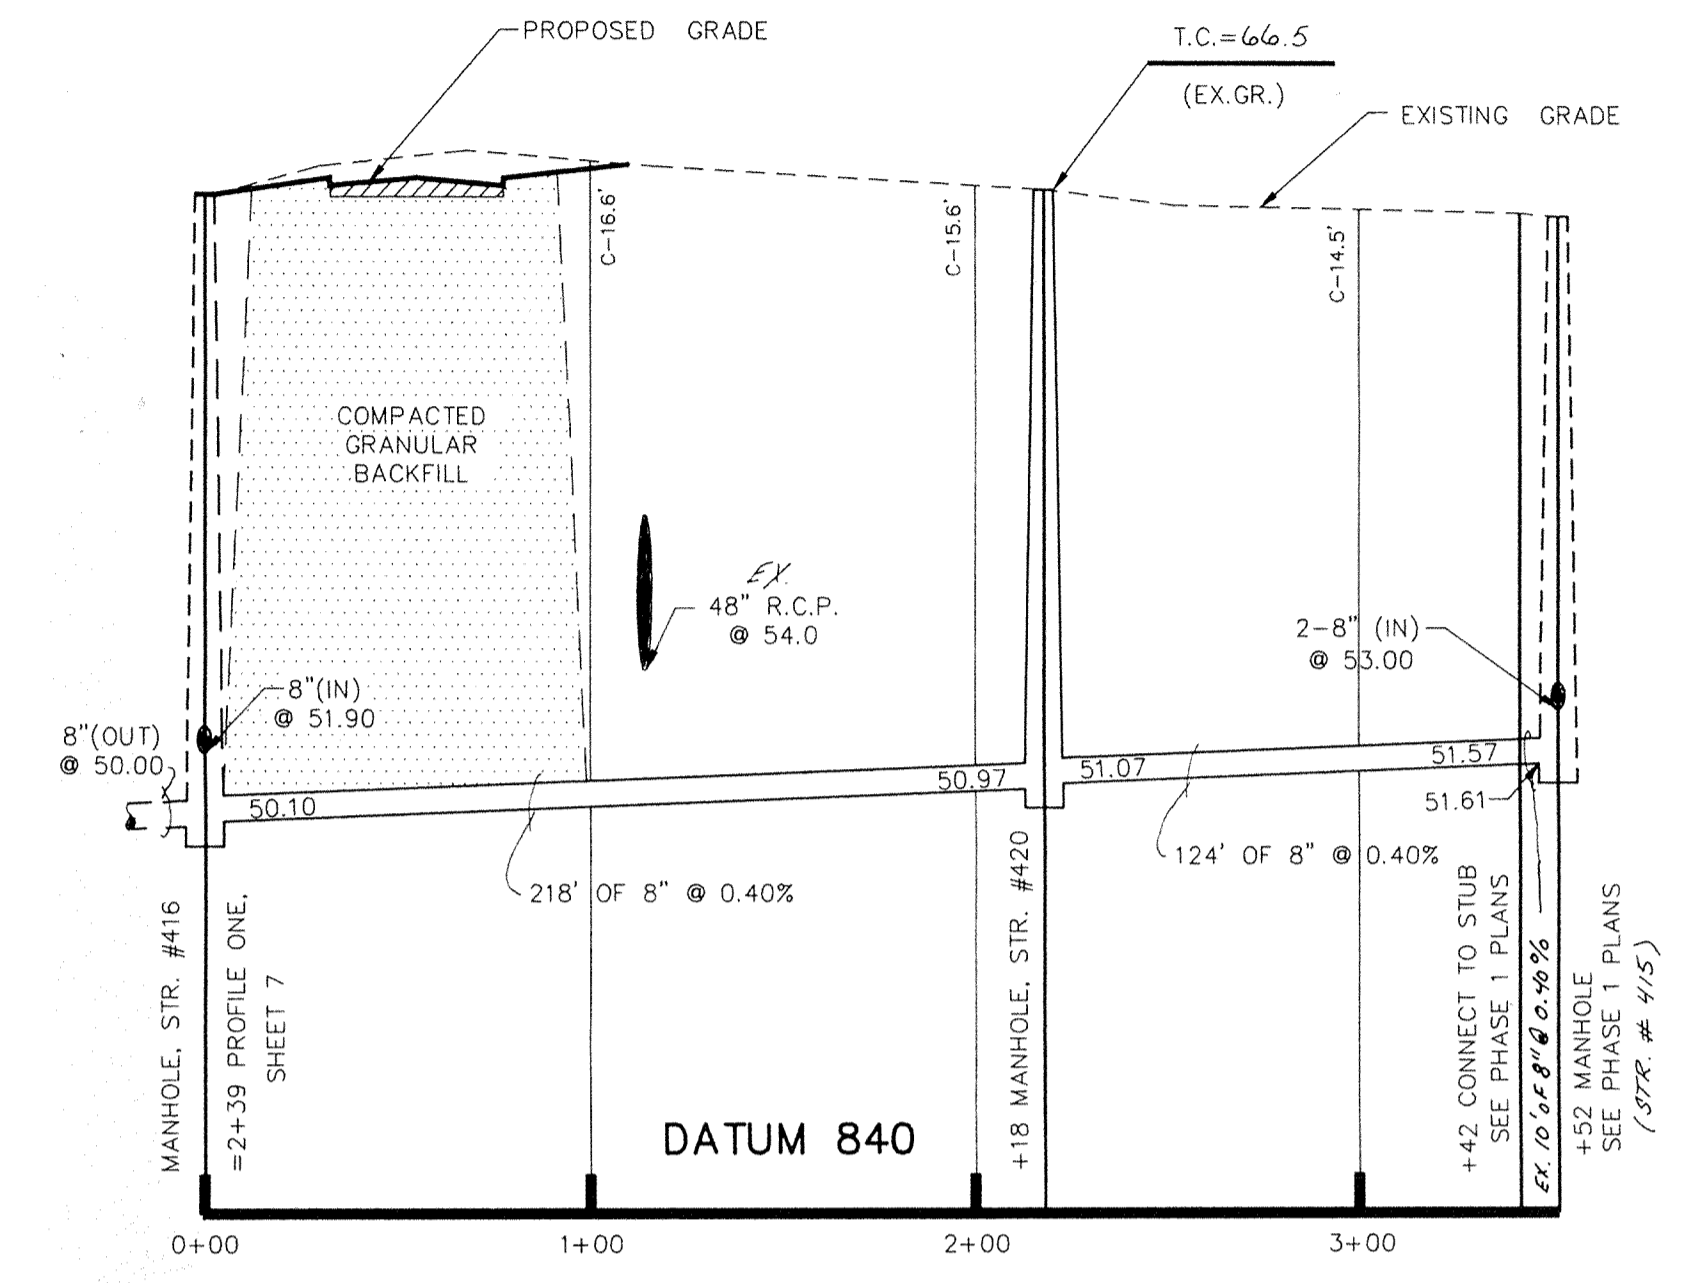 PROPOSED GRADE
T.C.=66.5
(EX.GR.)
EXISTING GRADE
C-16.6'
C-15.6'
C-14.5'
COMPACTED
GRANULAR
BACKFILL
EX.
48" R.C.P.
@ 54.0
2-8" (IN)
@ 53.00
8"(IN)
@ 51.90
8"(OUT)
@ 50.00
50.10
50.97
51.07
51.57
51.61
218' OF 8" @ 0.40%
124' OF 8" @ 0.40%
MANHOLE, STR. #416
=2+39 PROFILE ONE,
SHEET 7
+18 MANHOLE, STR. #420
+42 CONNECT TO STUB
SEE PHASE 1 PLANS
EX. 10' OF 8" @ 0.40%
+52 MANHOLE
SEE PHASE 1 PLANS
(STR. # 415)
DATUM 840
0+00
1+00
2+00
3+00